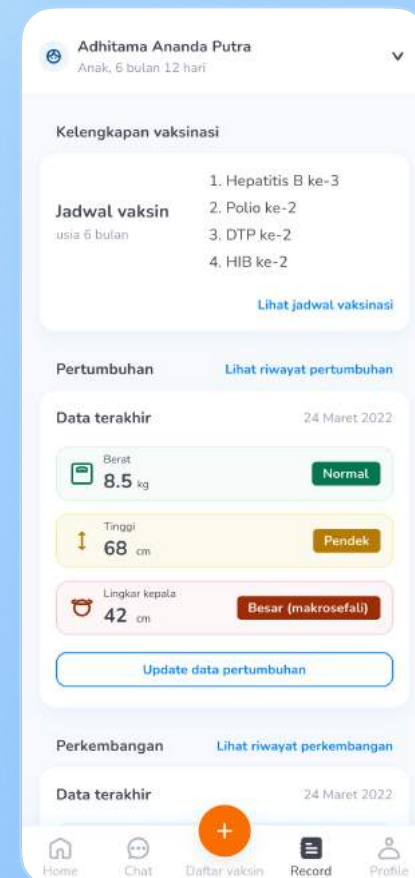 Adhitama Ananda Putra
Anak, 6 bulan 12 hari
Kelengkapan vaksinasi
Jadwal vaksin
usia 6 bulan
1. Hepatitis B ke-3
2. Polio ke-2
3. DTP ke-2
4. HIB ke-2
Lihat jadwal vaksinasi
Pertumbuhan
Lihat riwayat pertumbuhan
Data terakhir
24 Maret 2022
Berat
8.5 kg
Normal
Tinggi
68 cm
Pendek
Lingkar kepala
42 cm
Besar (makrosefali)
Update data pertumbuhan
Perkembangan
Lihat riwayat perkembangan
Data terakhir
24 Maret 2022
Home
Chat
Daftar vaksin
Record
Profile